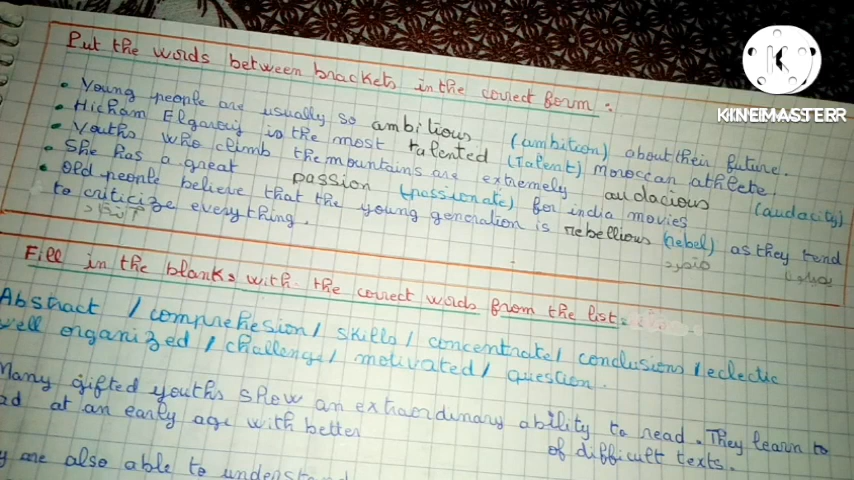 KINEMASTER
Put the words between brackets in the correct form :
• Young people are usually so ambitious (ambition) about their future.
• Hicham Elgarouj is the most talented (Talent) moroccan athlete.
• Youths who climb the mountains are extremely audacious (audacity)
• She has a great passion (passionate) for india movies
• Old people believe that the young generation is rebellious (rebel) as they tend
to criticize everything.
Fill in the blanks with the correct words from the list :
Abstract / comprehesion / skills / concentrate / conclusions / eclectic
well organized / challenge / motivated / question.
Many gifted youths show an extraordinary ability to read. They learn to
at an early age with better of difficult texts.
are also able to understand